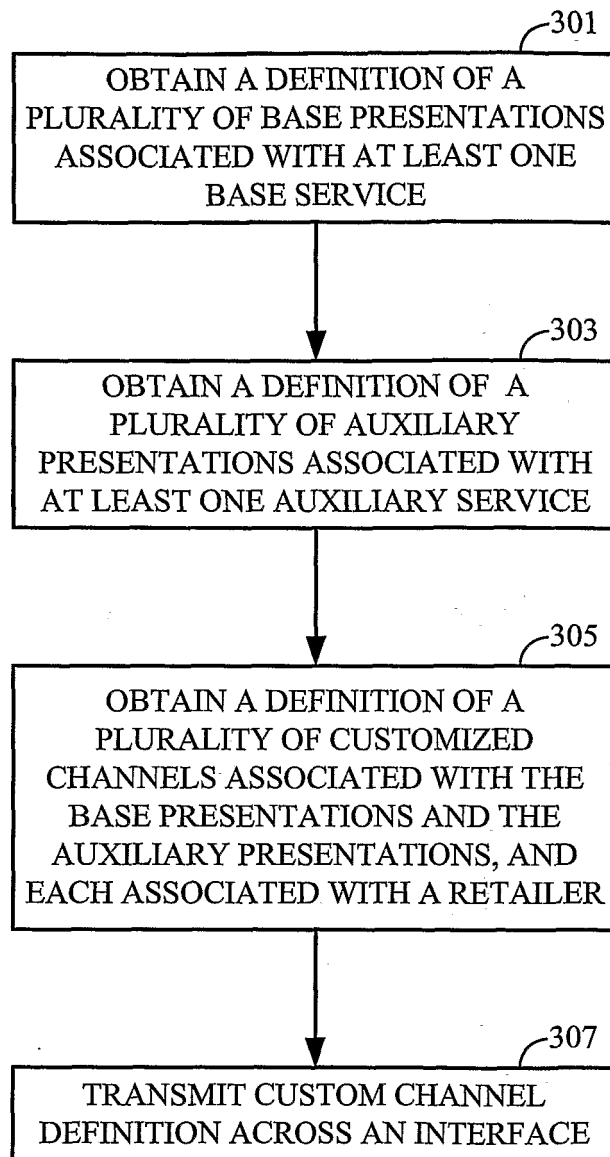 301
OBTAIN A DEFINITION OF A
PLURALITY OF BASE PRESENTATIONS
ASSOCIATED WITH AT LEAST ONE
BASE SERVICE
303
OBTAIN A DEFINITION OF A
PLURALITY OF AUXILIARY
PRESENTATIONS ASSOCIATED WITH
AT LEAST ONE AUXILIARY SERVICE
305
OBTAIN A DEFINITION OF A
PLURALITY OF CUSTOMIZED
CHANNELS ASSOCIATED WITH THE
BASE PRESENTATIONS AND THE
AUXILIARY PRESENTATIONS, AND
EACH ASSOCIATED WITH A RETAILER
307
TRANSMIT CUSTOM CHANNEL
DEFINITION ACROSS AN INTERFACE